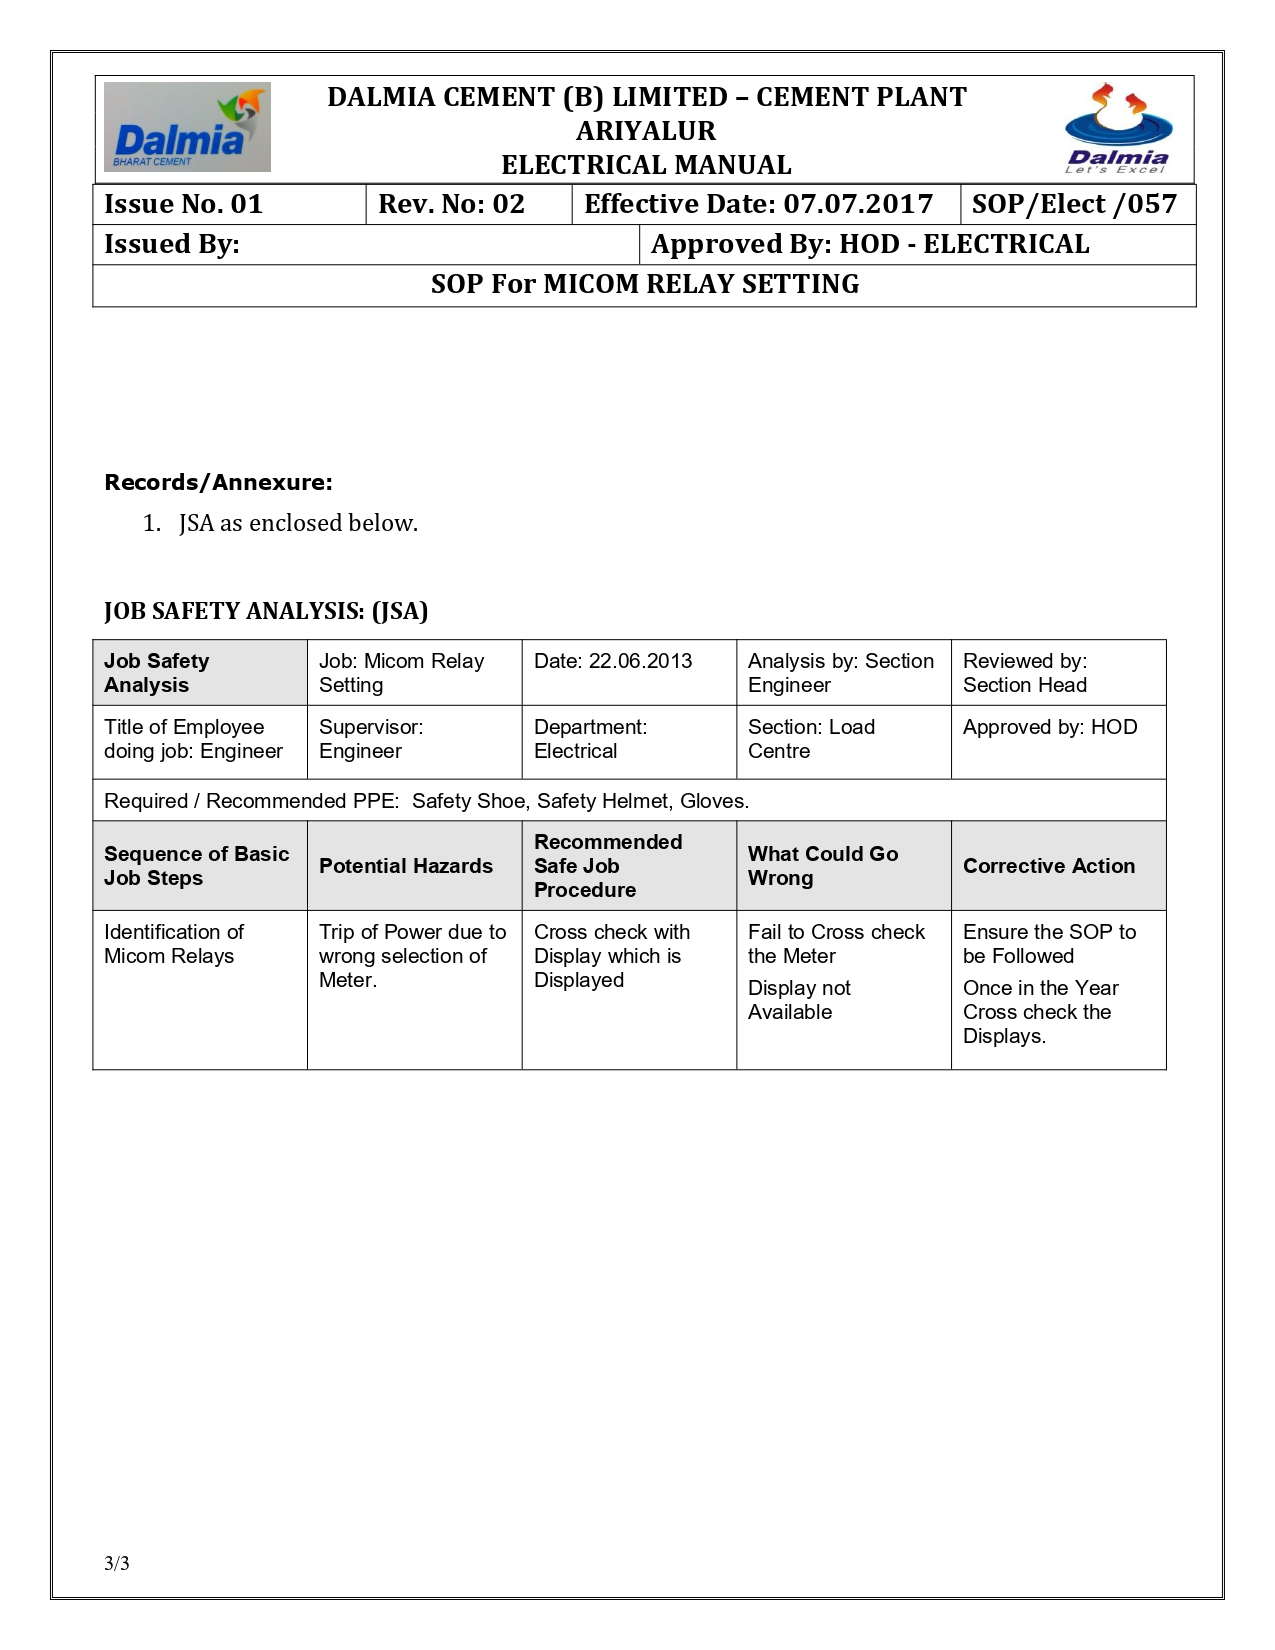 Dalmia
BHARAT CEMENT
DALMIA CEMENT (B) LIMITED – CEMENT PLANT
ARIYALUR
ELECTRICAL MANUAL
Dalmia
Let's Excel
Issue No. 01 Rev. No: 02 Effective Date: 07.07.2017 SOP/Elect /057
Issued By: Approved By: HOD - ELECTRICAL
SOP For MICOM RELAY SETTING
Records/Annexure:
1. JSA as enclosed below.
JOB SAFETY ANALYSIS: (JSA)
Job Safety
Analysis
Job: Micom Relay
Setting
Date: 22.06.2013
Analysis by: Section
Engineer
Reviewed by:
Section Head
Title of Employee
doing job: Engineer
Supervisor:
Engineer
Department:
Electrical
Section: Load
Centre
Approved by: HOD
Required / Recommended PPE: Safety Shoe, Safety Helmet, Gloves.
Sequence of Basic
Job Steps
Potential Hazards
Recommended
Safe Job
Procedure
What Could Go
Wrong
Corrective Action
Identification of
Micom Relays
Trip of Power due to
wrong selection of
Meter.
Cross check with
Display which is
Displayed
Fail to Cross check
the Meter
Display not
Available
Ensure the SOP to
be Followed
Once in the Year
Cross check the
Displays.
3/3